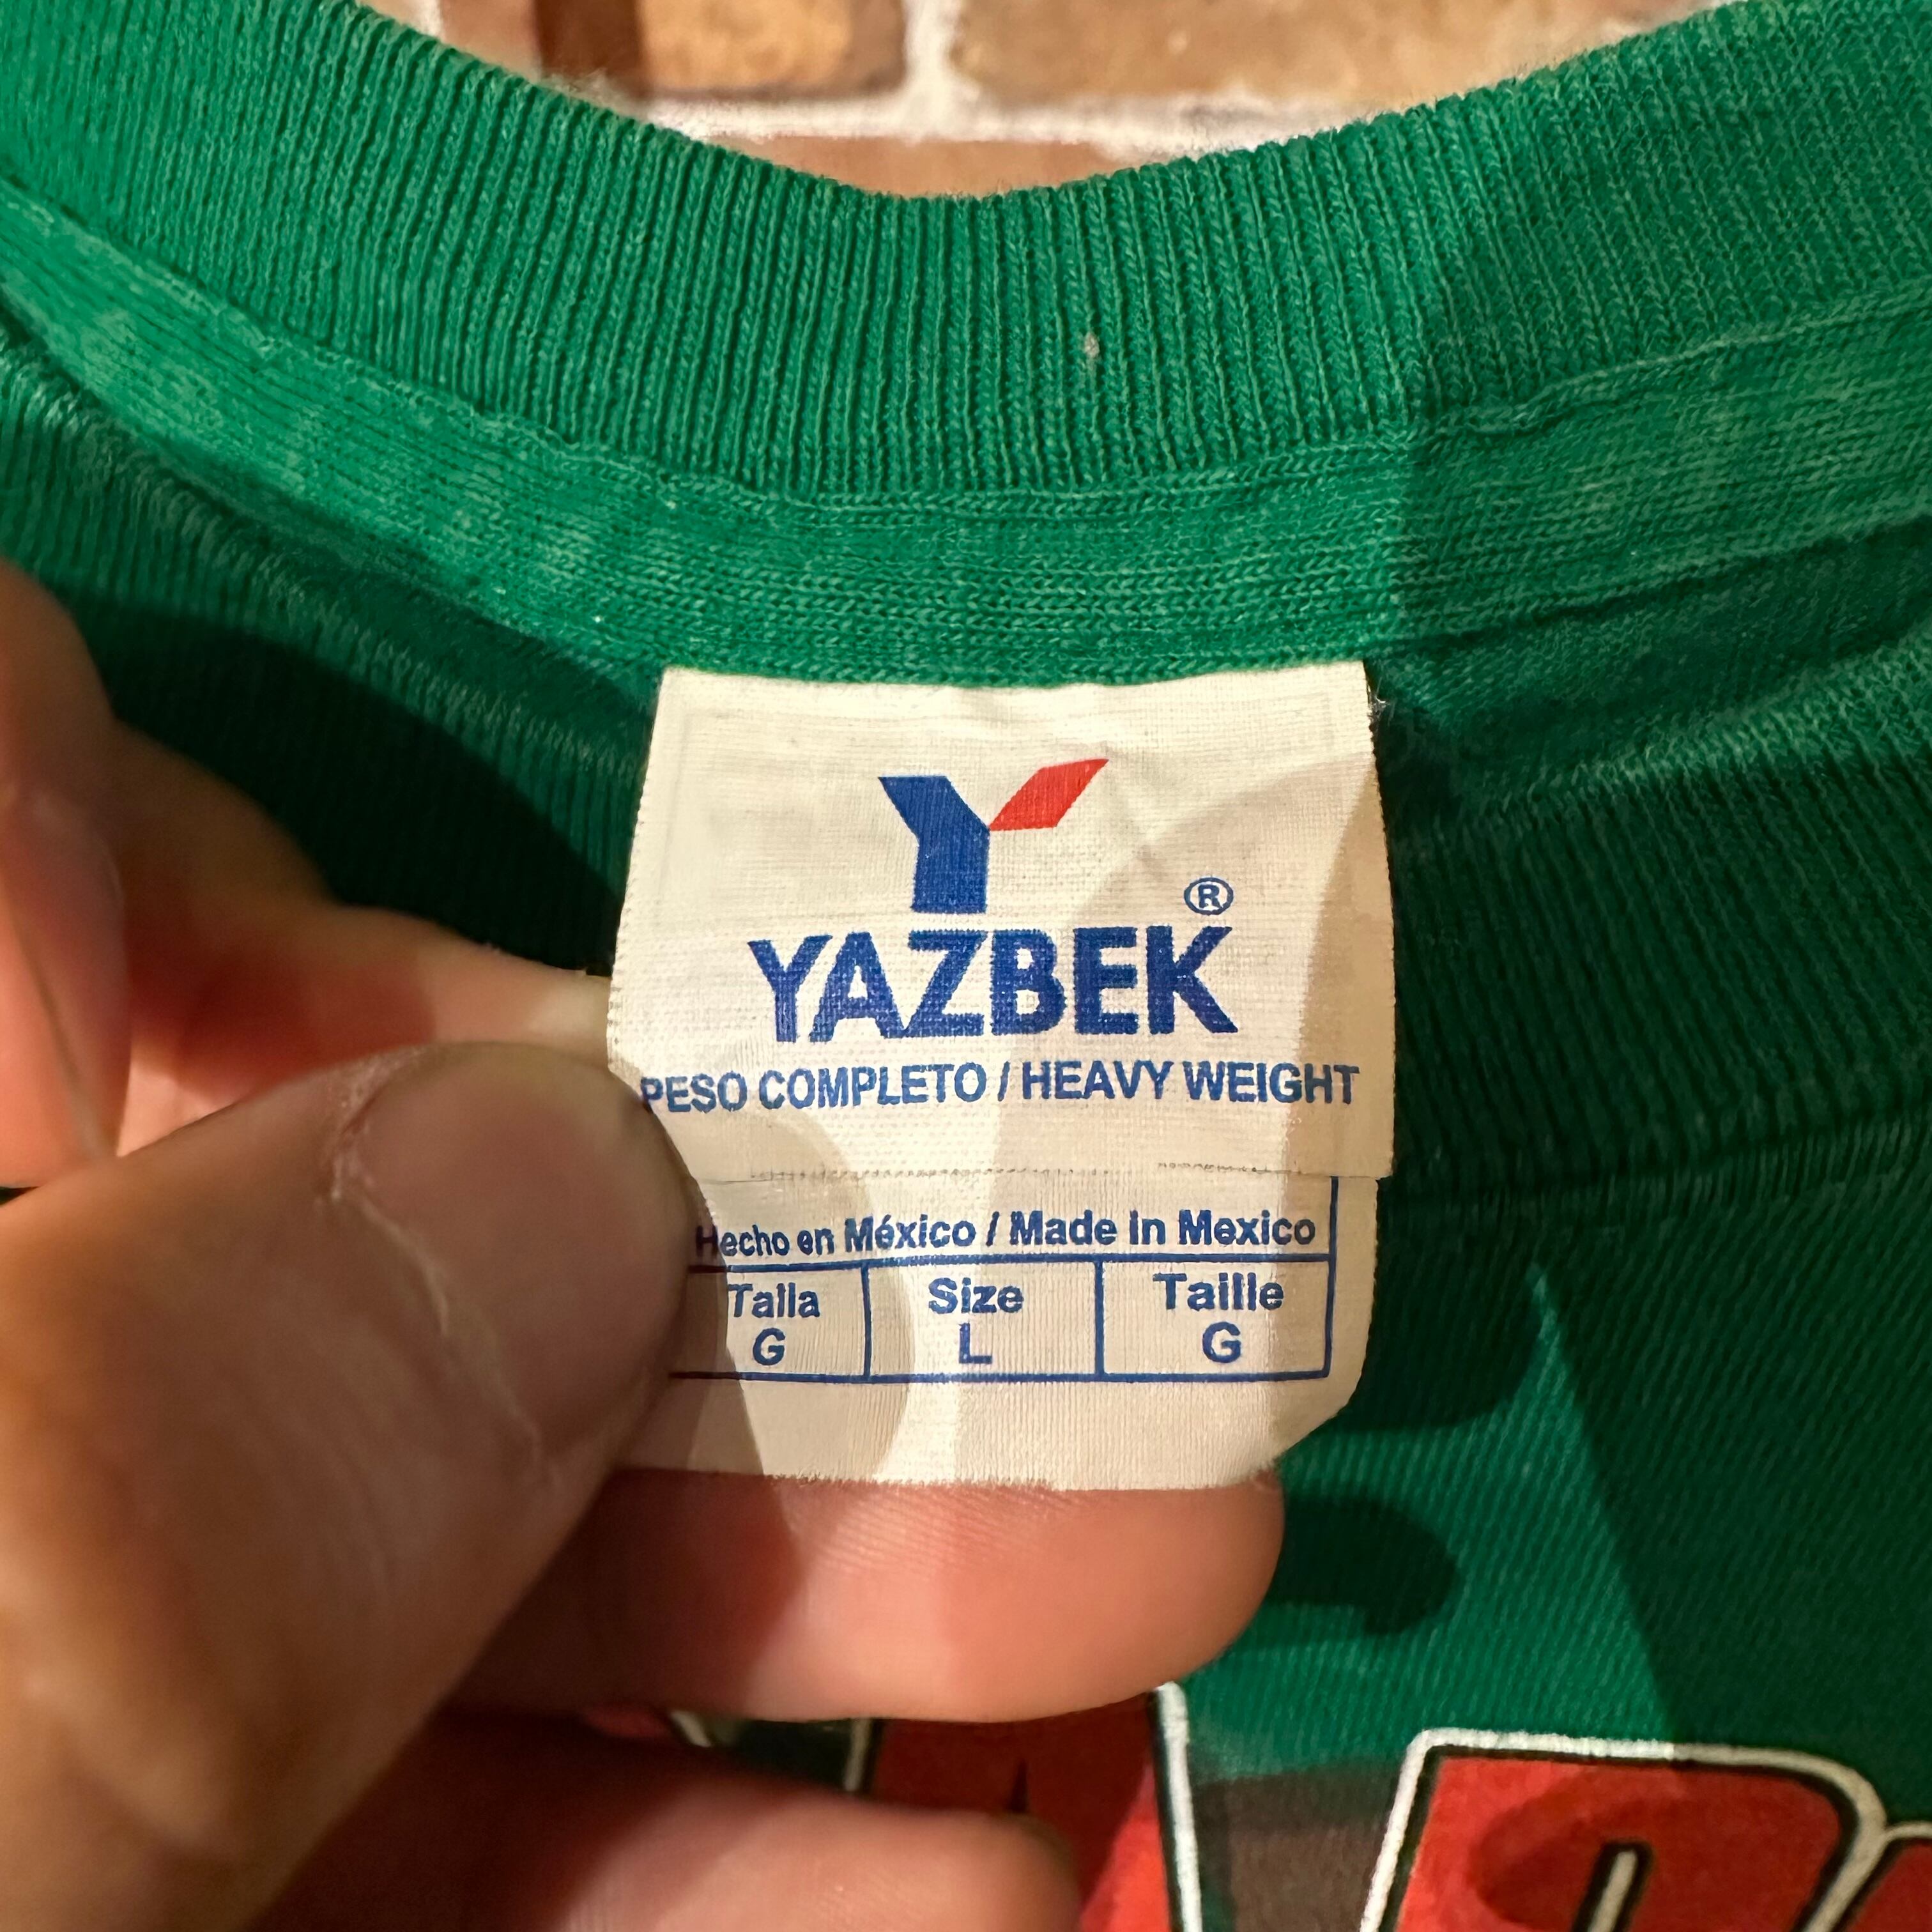 Y
®
YAZBEK
PESO COMPLETO / HEAVY WEIGHT
Hecho en México / Made in Mexico
Talla Size Taille
G L G